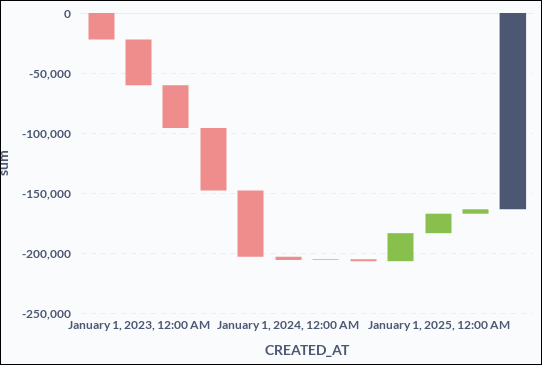 0
-50,000
-100,000
-150,000
-200,000
-250,000
sum
January 1, 2023, 12:00 AM January 1, 2024, 12:00 AM January 1, 2025, 12:00 AM
CREATED_AT